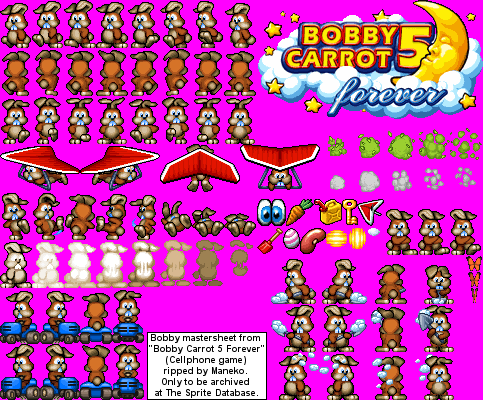 BOBBY
CARROT 5
forever
Bobby mastersheet from
"Bobby Carrot 5 Forever"
(Cellphone game)
ripped by Maneko.
Only to be archived
at The Sprite Database.